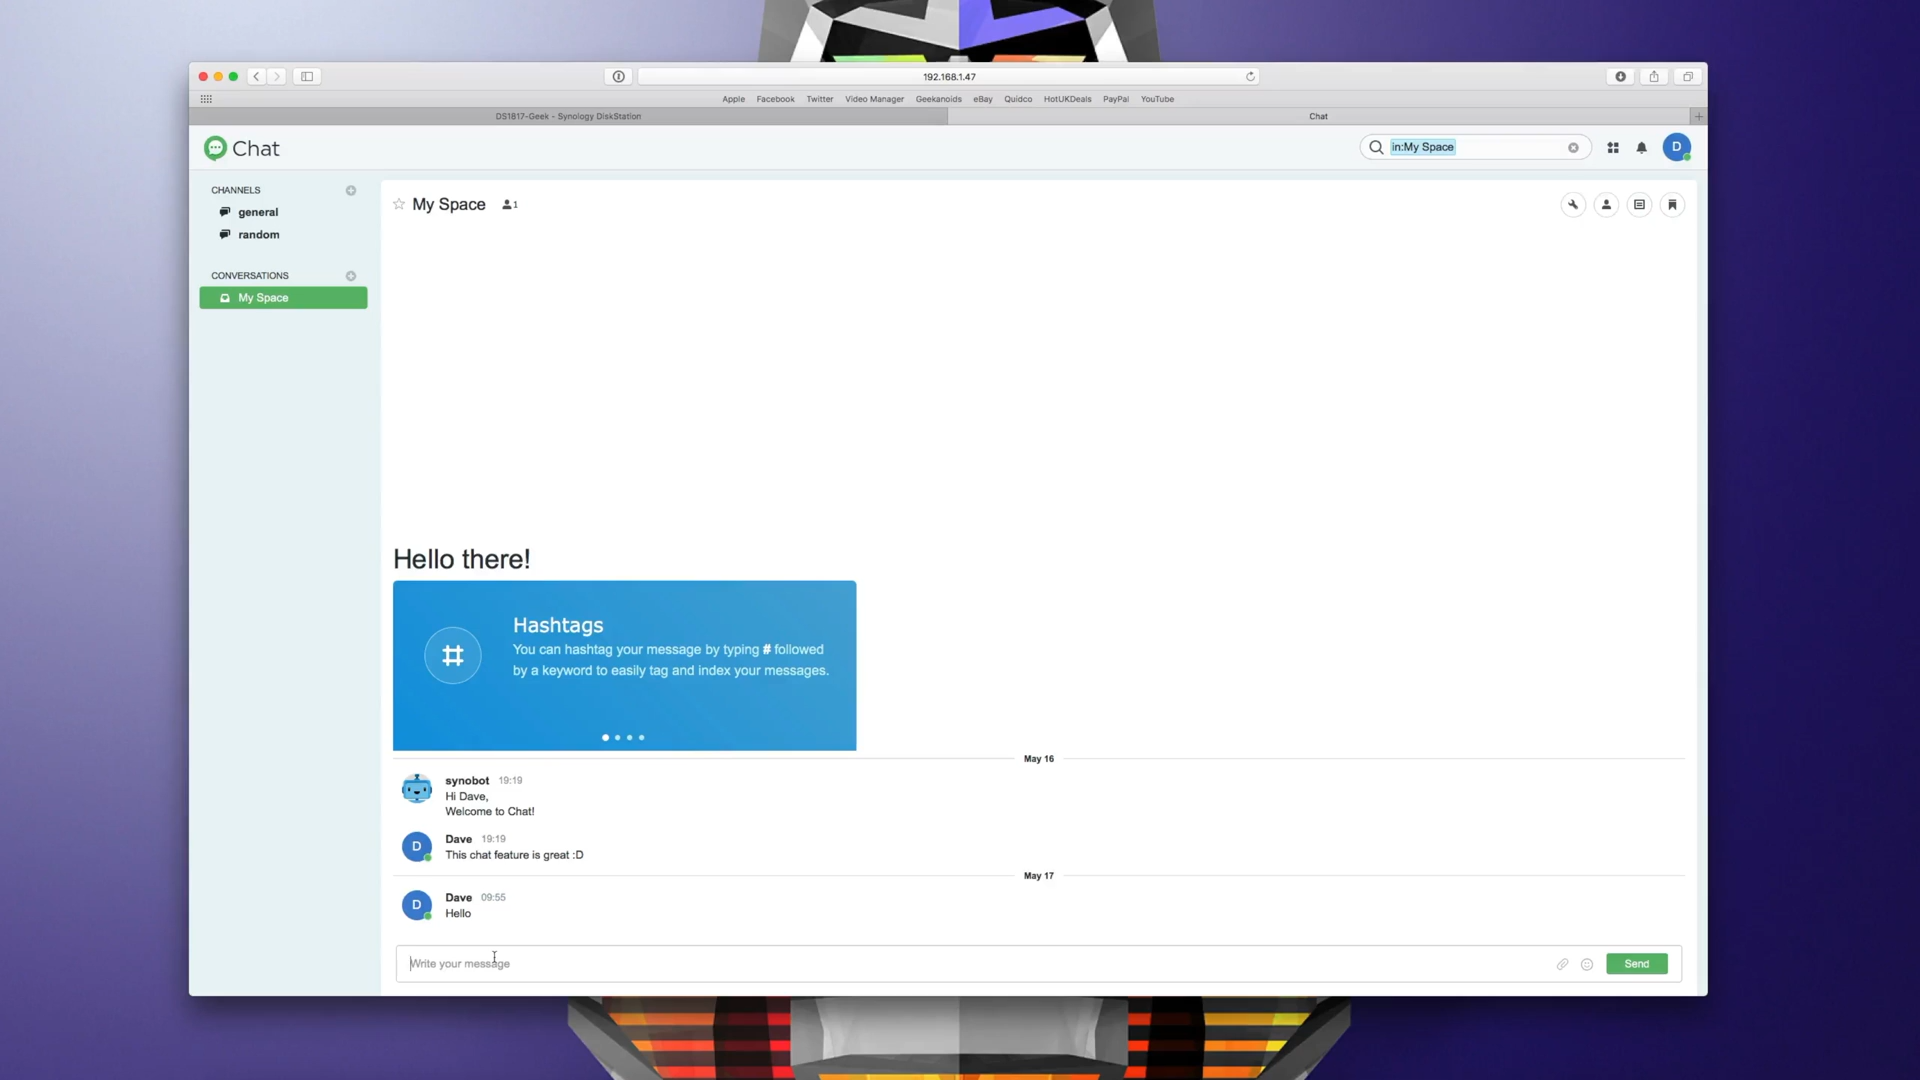 192.168.1.47
Apple Facebook Twitter Video Manager Geekanoids eBay Quidco HotUKDeals PayPal YouTube
DS1817-Geek - Synology DiskStation
Chat
Chat
in:My Space
D
CHANNELS
general
random
CONVERSATIONS
My Space
My Space 1
Hello there!
#
Hashtags
You can hashtag your message by typing # followed
by a keyword to easily tag and index your messages.
May 16
synobot 19:19
Hi Dave,
Welcome to Chat!
D
Dave 19:19
This chat feature is great :D
May 17
D
Dave 09:55
Hello
Write your message
Send